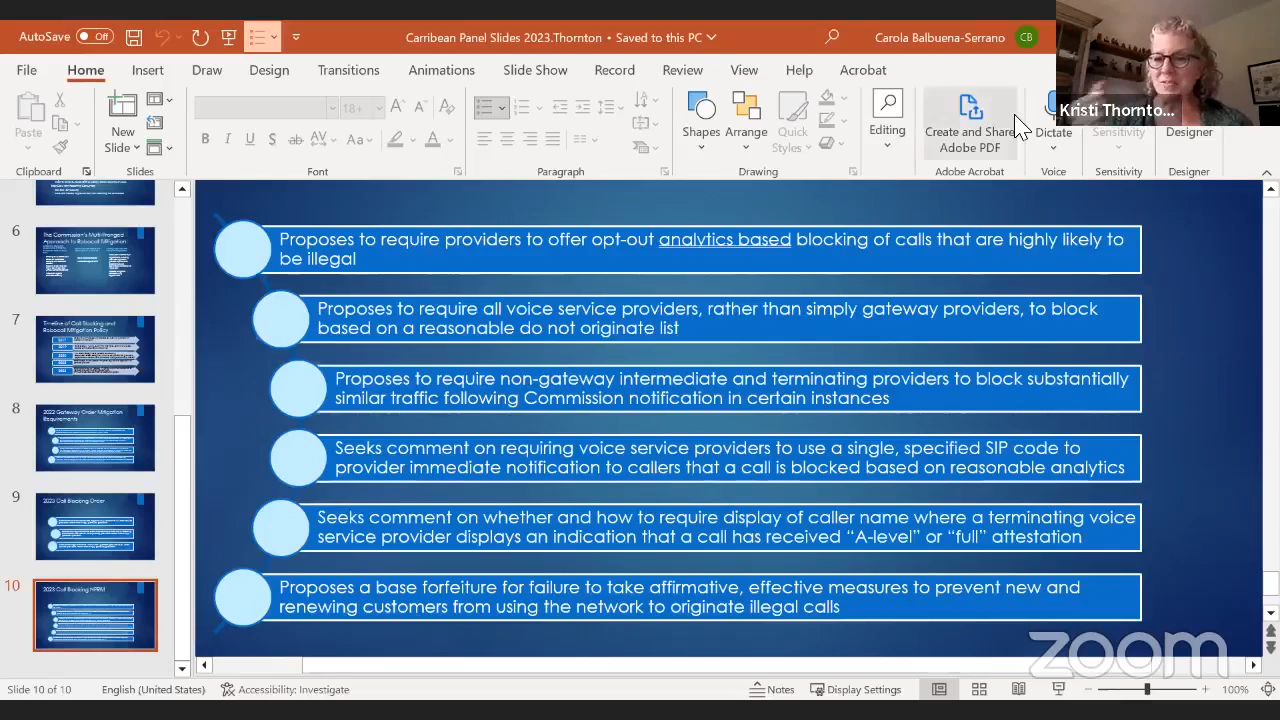 AutoSave Off
Carribean Panel Slides 2023.Thornton • Saved to this PC
Carola Balbuena-Serrano CB
File Home Insert Draw Design Transitions Animations Slide Show Record Review View Help Acrobat
Kristi Thornto...
Paste
New
Slide
18+
B I U S ab AV Aa A
Shapes Arrange Quick
Styles
Editing
Create and Share
Adobe PDF
Dictate
Sensitivity
Designer
Clipboard Slides Font Paragraph Drawing Adobe Acrobat Voice Sensitivity Designer
6
The Commission's Multi-Pronged
Approach to Robocall Mitigation
7
Timeline of Call Blocking and
Robocall Mitigation Policy
8
2022 Gateway Order Mitigation
Requirements
9
2023 Call Blocking Order
10
2023 Call Blocking NPRM
Proposes to require providers to offer opt-out analytics based blocking of calls that are highly likely to
be illegal
Proposes to require all voice service providers, rather than simply gateway providers, to block
based on a reasonable do not originate list
Proposes to require non-gateway intermediate and terminating providers to block substantially
similar traffic following Commission notification in certain instances
Seeks comment on requiring voice service providers to use a single, specified SIP code to
provider immediate notification to callers that a call is blocked based on reasonable analytics
Seeks comment on whether and how to require display of caller name where a terminating voice
service provider displays an indication that a call has received “A-level” or “full” attestation
Proposes a base forfeiture for failure to take affirmative, effective measures to prevent new and
renewing customers from using the network to originate illegal calls
zoom
Slide 10 of 10 English (United States) Accessibility: Investigate Notes Display Settings 100%